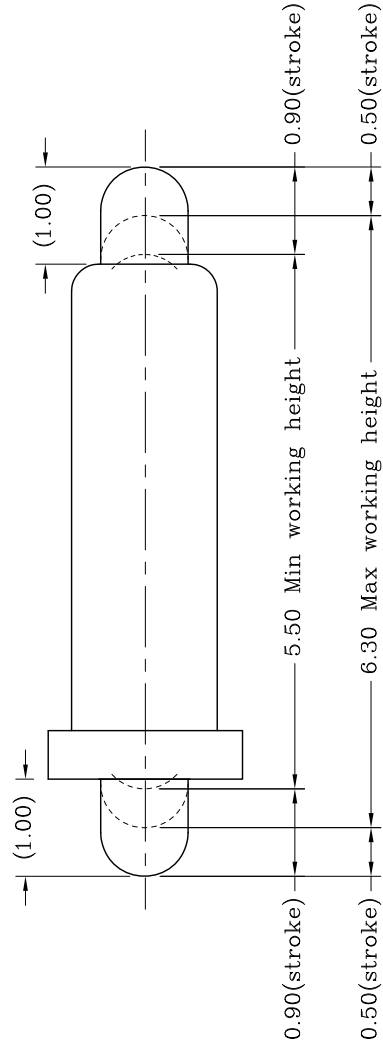 (1.00)
0.90(stroke)
0.50(stroke)
5.50 Min working height
6.30 Max working height
(1.00)
0.90(stroke)
0.50(stroke)